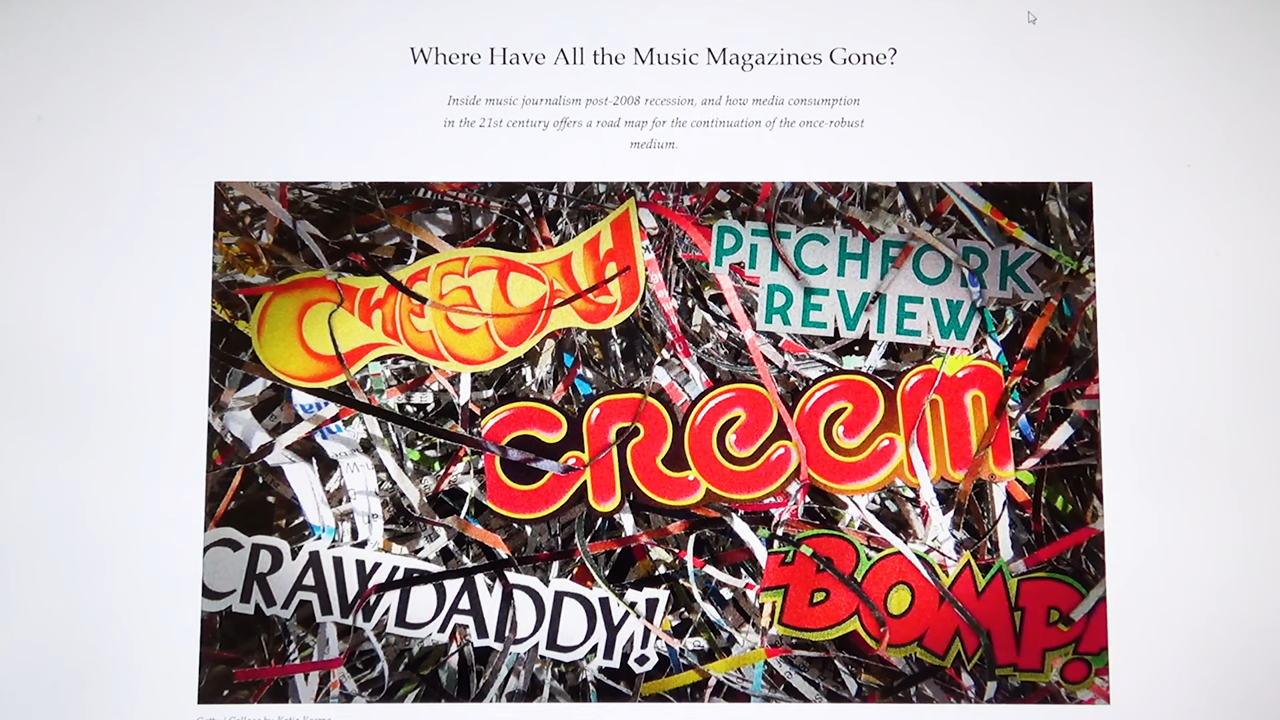 Where Have All the Music Magazines Gone?
Inside music journalism post-2008 recession, and how media consumption
in the 21st century offers a road map for the continuation of the once-robust
medium.
CHEETAH
PiTCHFORK
REVIEW
CREEM
CRAWDADDY!
BOMP!